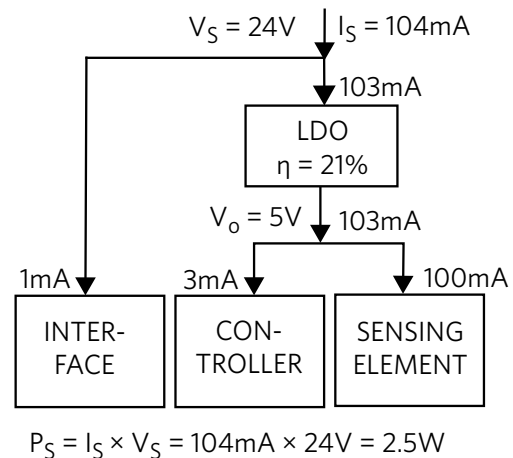 V_S = 24V
I_S = 104mA
103mA
LDO
η = 21%
V_o = 5V
103mA
1mA
3mA
100mA
INTER-
FACE
CON-
TROLLER
SENSING
ELEMENT
P_S = I_S × V_S = 104mA × 24V = 2.5W